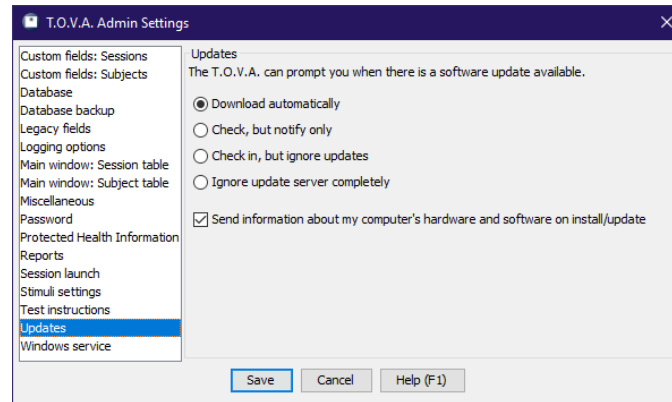 T.O.V.A. Admin Settings
Custom fields: Sessions
Custom fields: Subjects
Database
Database backup
Legacy fields
Logging options
Main window: Session table
Main window: Subject table
Miscellaneous
Password
Protected Health Information
Reports
Session launch
Stimuli settings
Test instructions
Updates
Windows service
Updates
The T.O.V.A. can prompt you when there is a software update available.
Download automatically
Check, but notify only
Check in, but ignore updates
Ignore update server completely
Send information about my computer's hardware and software on install/update
Save
Cancel
Help (F1)